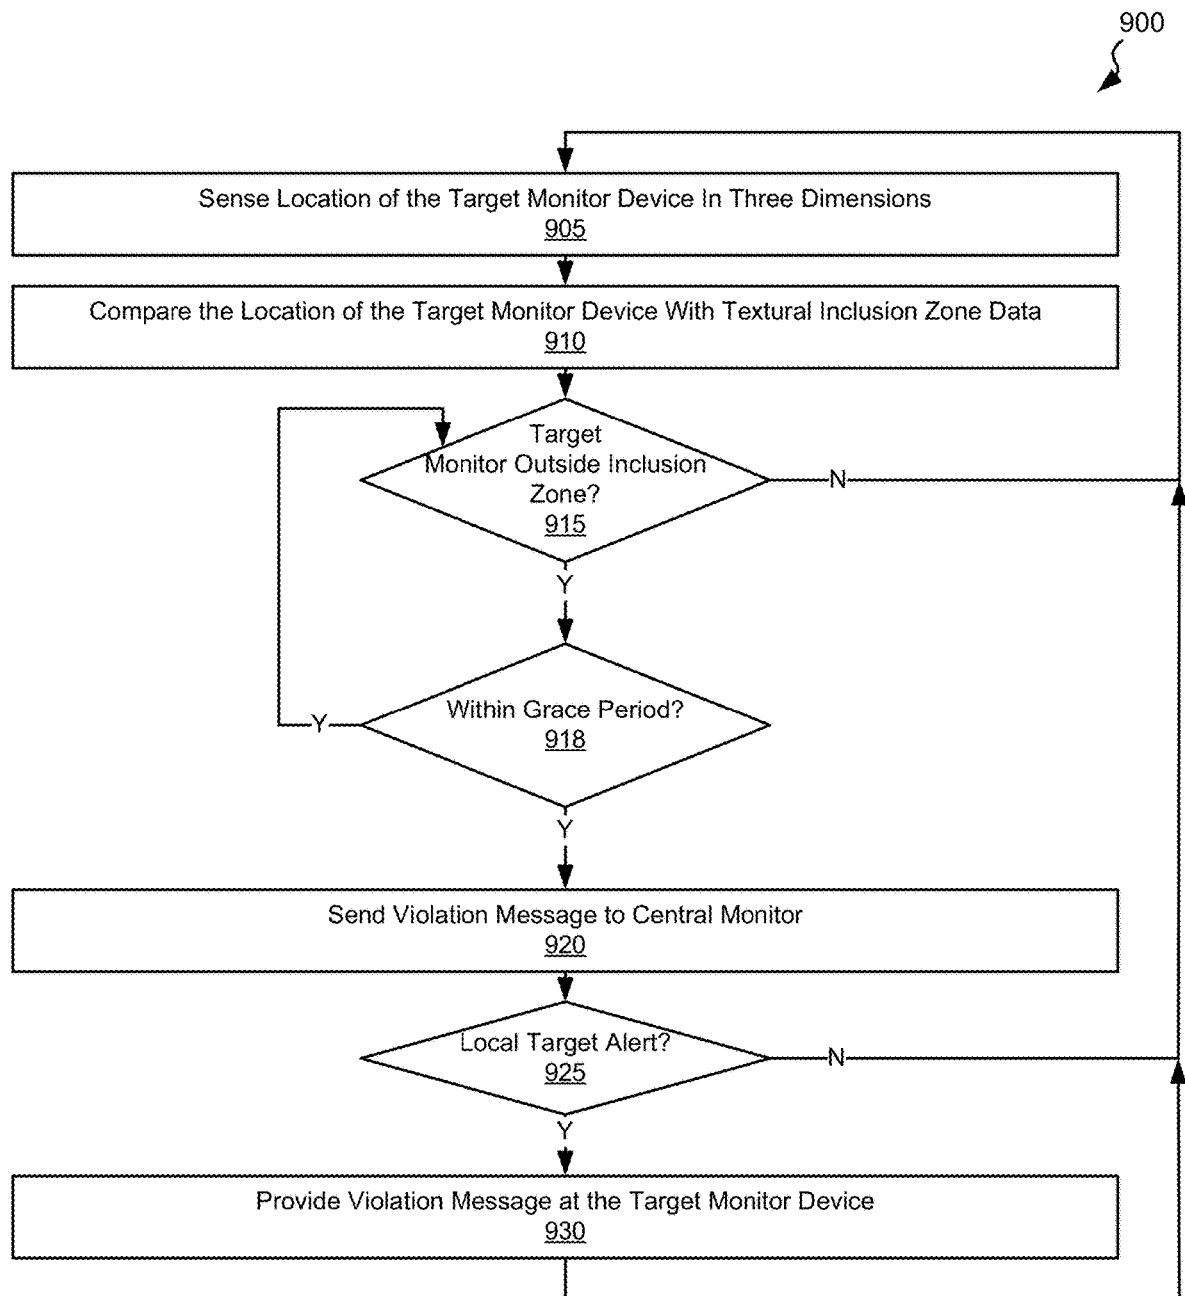 900
Sense Location of the Target Monitor Device In Three Dimensions
905
Compare the Location of the Target Monitor Device With Textural Inclusion Zone Data
910
Target
Monitor Outside Inclusion
Zone?
915
N
Y
Within Grace Period?
918
Y
Y
Send Violation Message to Central Monitor
920
Local Target Alert?
925
N
Y
Provide Violation Message at the Target Monitor Device
930